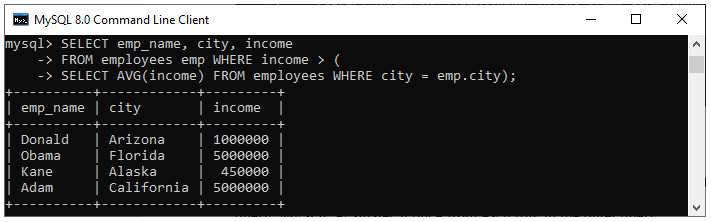 MySQL 8.0 Command Line Client
mysql> SELECT emp_name, city, income
    -> FROM employees emp WHERE income > (
    -> SELECT AVG(income) FROM employees WHERE city = emp.city);
+----------+------------+---------+
| emp_name | city       | income  |
+----------+------------+---------+
| Donald   | Arizona    | 1000000 |
| Obama    | Florida    | 5000000 |
| Kane     | Alaska     |  450000 |
| Adam     | California | 5000000 |
+----------+------------+---------+